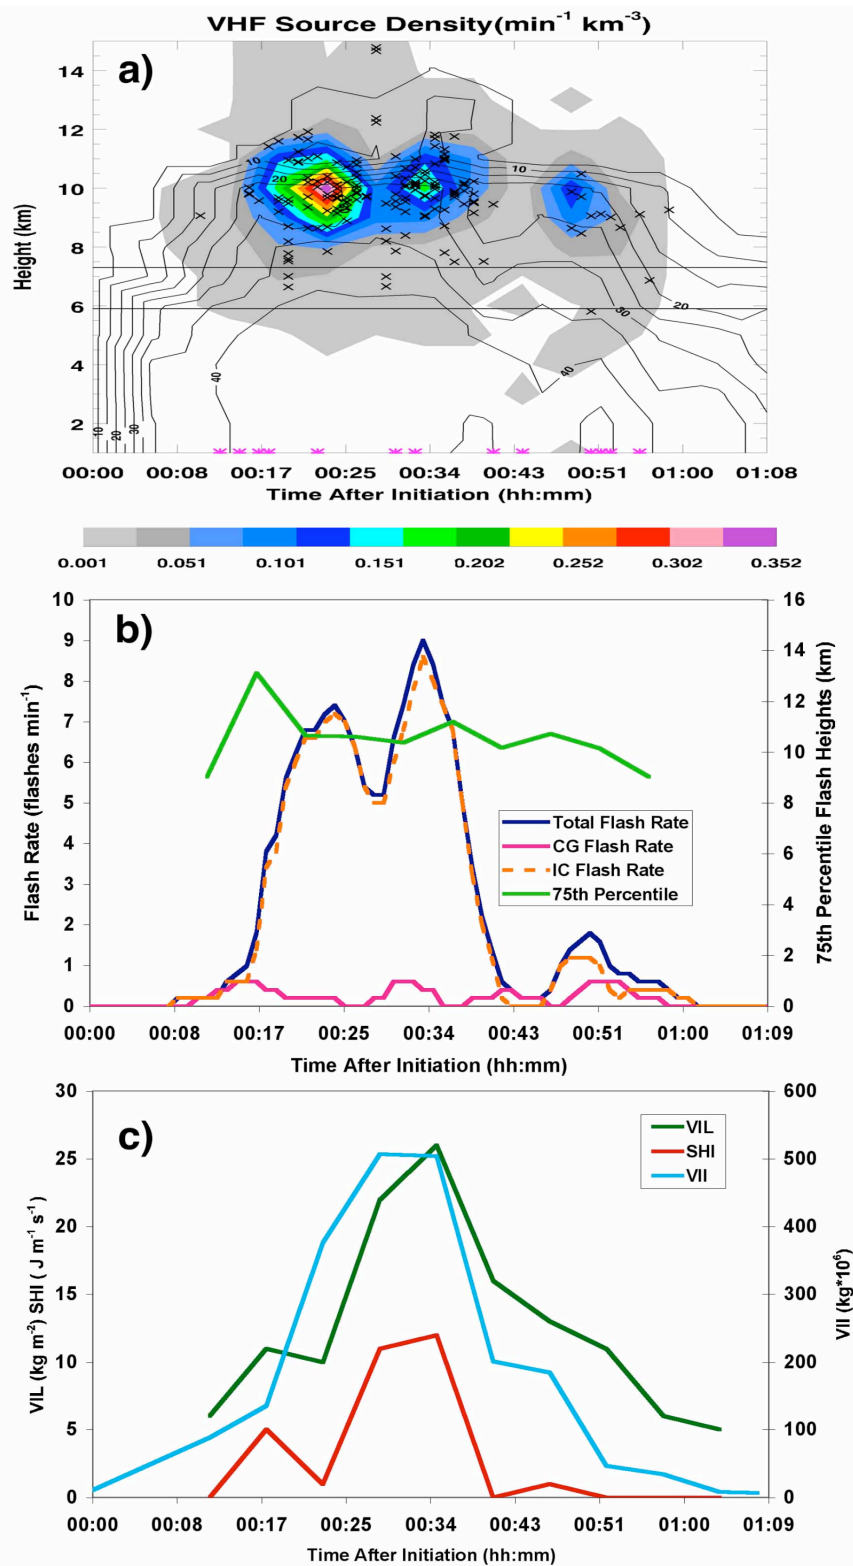 VHF Source Density(min⁻¹ km⁻³)
a)
14
12
10
8
6
4
2
Height (km)
10
20
10
20
30
40
40
10
20
30
00:00 00:08 00:17 00:25 00:34 00:43 00:51 01:00 01:08
Time After Initiation (hh:mm)
0.001 0.051 0.101 0.151 0.202 0.252 0.302 0.352
b)
10
9
8
7
6
5
4
3
2
1
0
Flash Rate (flashes min⁻¹)
16
14
12
10
8
6
4
2
0
75th Percentile Flash Heights (km)
Total Flash Rate
CG Flash Rate
IC Flash Rate
75th Percentile
00:00 00:08 00:17 00:25 00:34 00:43 00:51 01:00 01:09
Time After Initiation (hh:mm)
c)
30
25
20
15
10
5
0
VIL (kg m⁻²) SHI ( J m⁻¹ s⁻¹)
600
500
400
300
200
100
0
VII (kg*10⁶)
VIL
SHI
VII
00:00 00:08 00:17 00:25 00:34 00:43 00:51 01:00 01:09
Time After Initiation (hh:mm)